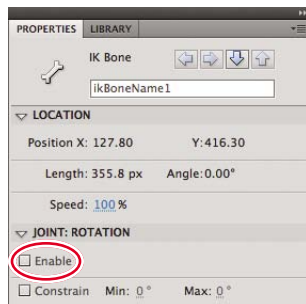 PROPERTIES LIBRARY
IK Bone
ikBoneName1
LOCATION
Position X: 127.80 Y:416.30
Length: 355.8 px Angle:0.00°
Speed: 100 %
JOINT: ROTATION
Enable
Constrain Min: 0° Max: 0°